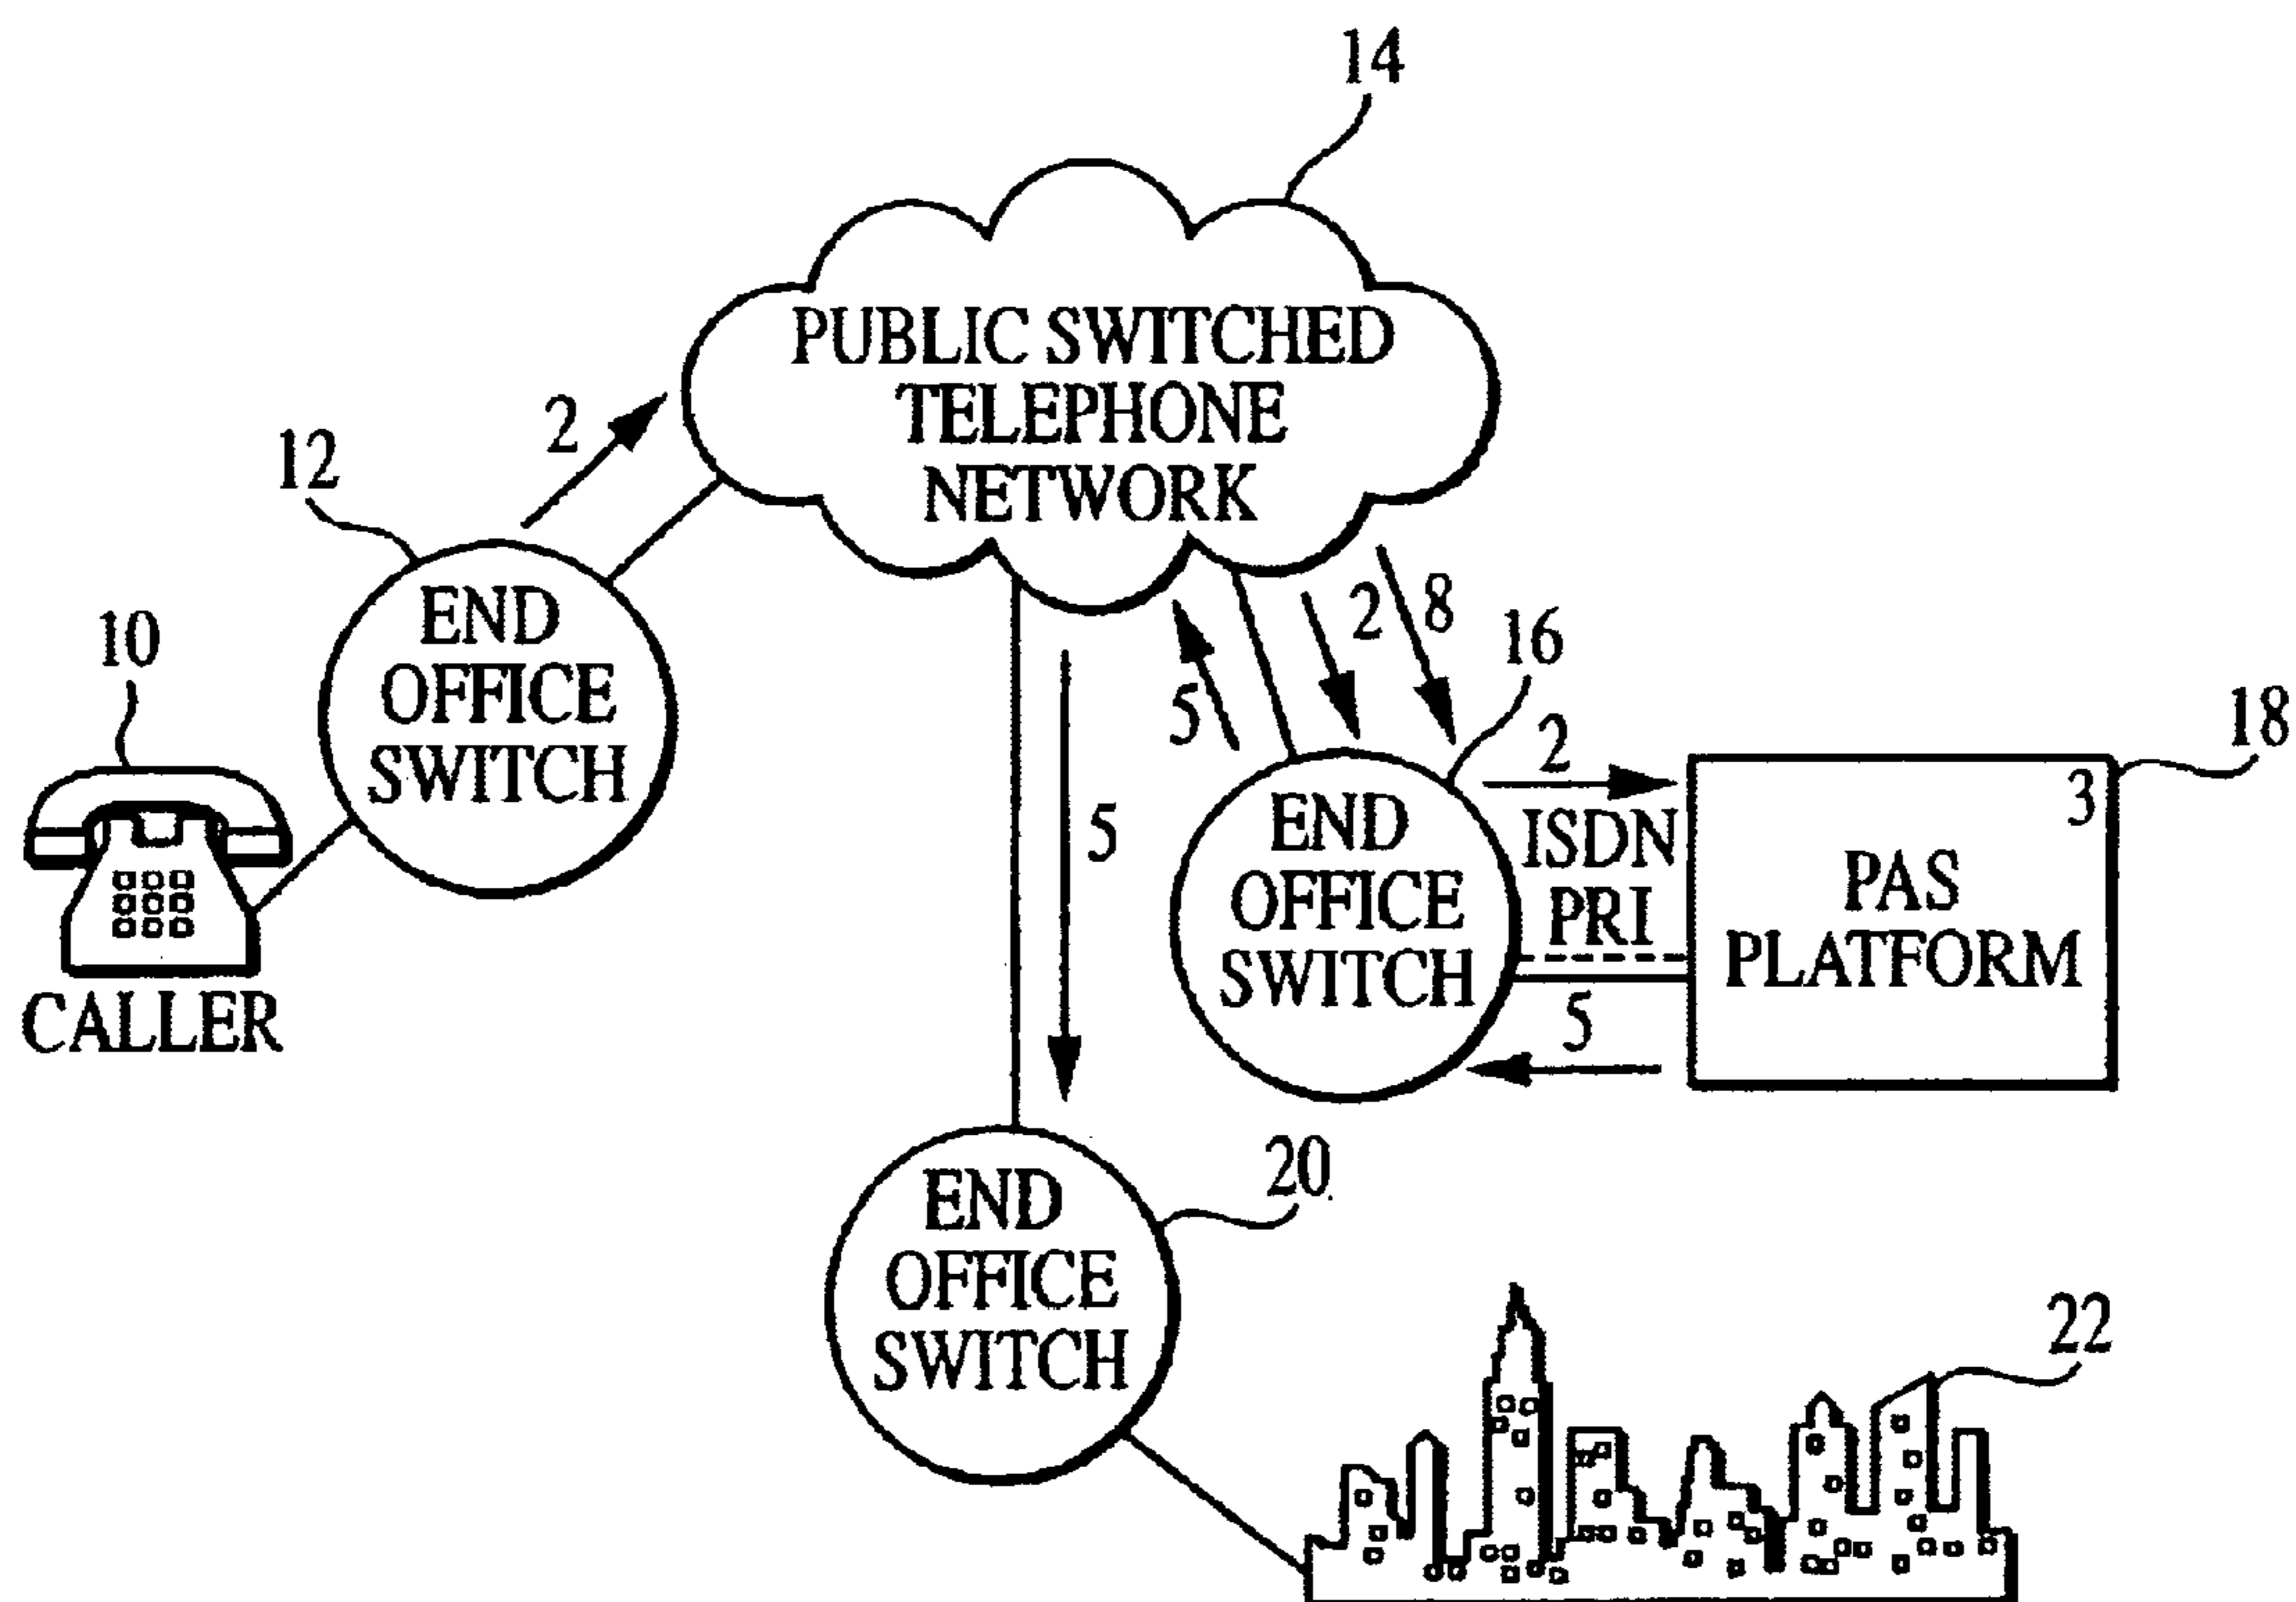 14
PUBLIC SWITCHED
TELEPHONE
NETWORK
2
12
END
OFFICE
SWITCH
10
CALLER
5
5
2
8
16
END
OFFICE
SWITCH
2
ISDN
PRI
5
3
PAS
PLATFORM
18
END
OFFICE
SWITCH
20
22